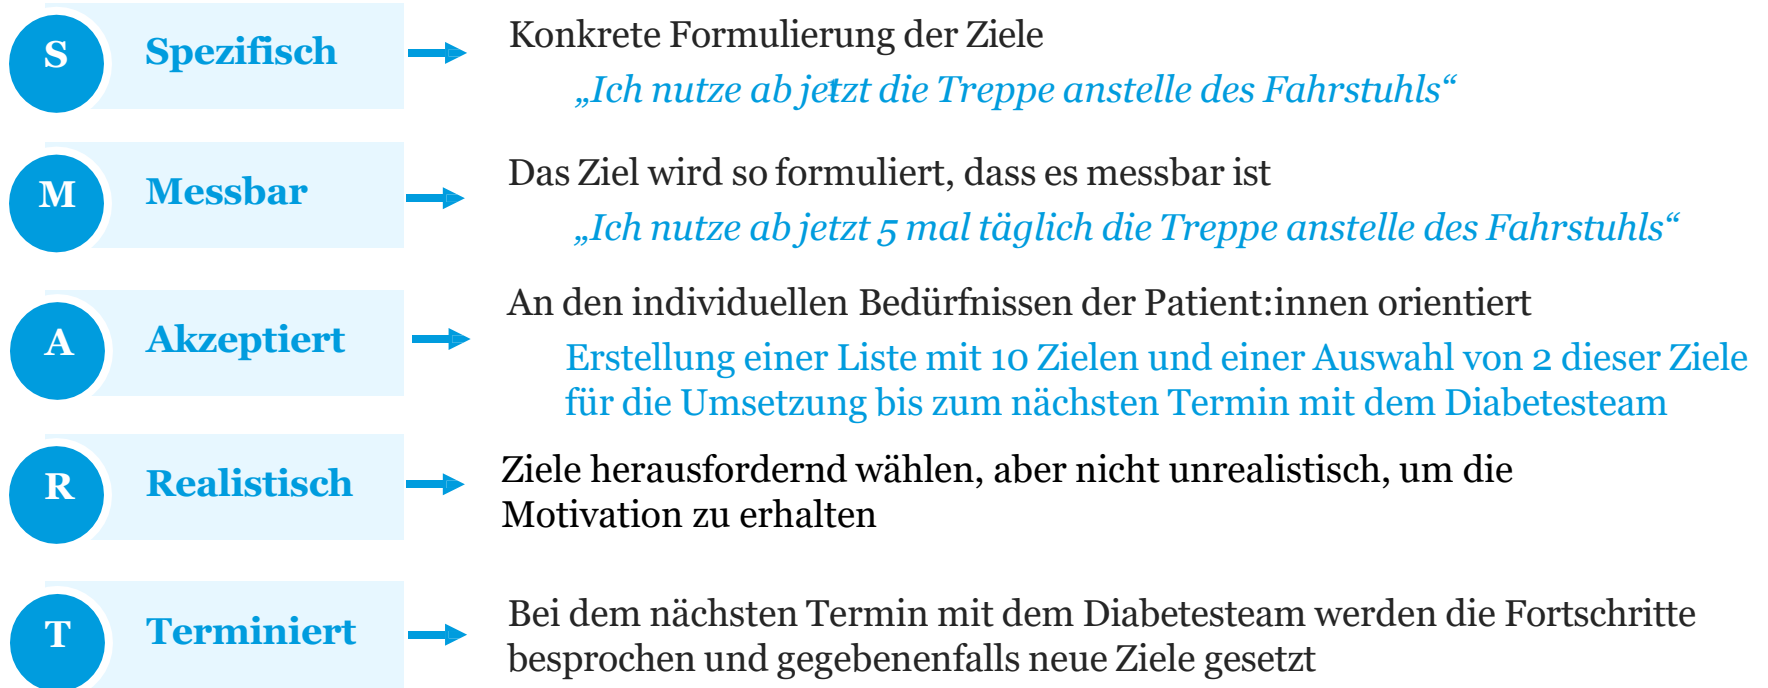 S
Spezifisch
Konkrete Formulierung der Ziele
„Ich nutze ab jetzt die Treppe anstelle des Fahrstuhls“
1
M
Messbar
Das Ziel wird so formuliert, dass es messbar ist
„Ich nutze ab jetzt 5 mal täglich die Treppe anstelle des Fahrstuhls“
A
Akzeptiert
An den individuellen Bedürfnissen der Patient:innen orientiert
Erstellung einer Liste mit 10 Zielen und einer Auswahl von 2 dieser Ziele
für die Umsetzung bis zum nächsten Termin mit dem Diabetesteam
R
Realistisch
Ziele herausfordernd wählen, aber nicht unrealistisch, um die
Motivation zu erhalten
T
Terminiert
Bei dem nächsten Termin mit dem Diabetesteam werden die Fortschritte
besprochen und gegebenenfalls neue Ziele gesetzt